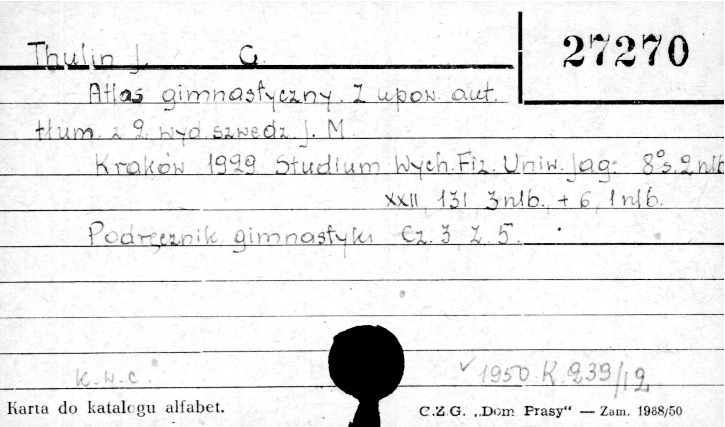 Thulin J. G. 27270
Atlas gimnastyczny. Z upow. aut.
tłum. z 2. wyd. szwedz. J. M.
Kraków 1929 Studium Wych. Fiz. Uniw. Jag. 8° s. 2 nlb
XXII, 131, 3 nlb., + 6, 1 nlb.
Podręcznik gimnastyki Cz. 3, Z. 5.
K.w.c. 1950 K 239/12
Karta do katalogu alfabet. C.Z.G. „Dom Prasy“ — Zam. 1988/50